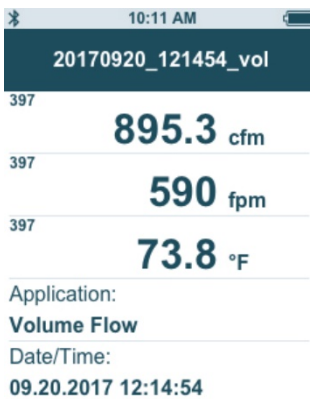 10:11 AM
20170920_121454_vol
397
895.3 cfm
397
590 fpm
397
73.8 °F
Application:
Volume Flow
Date/Time:
09.20.2017 12:14:54